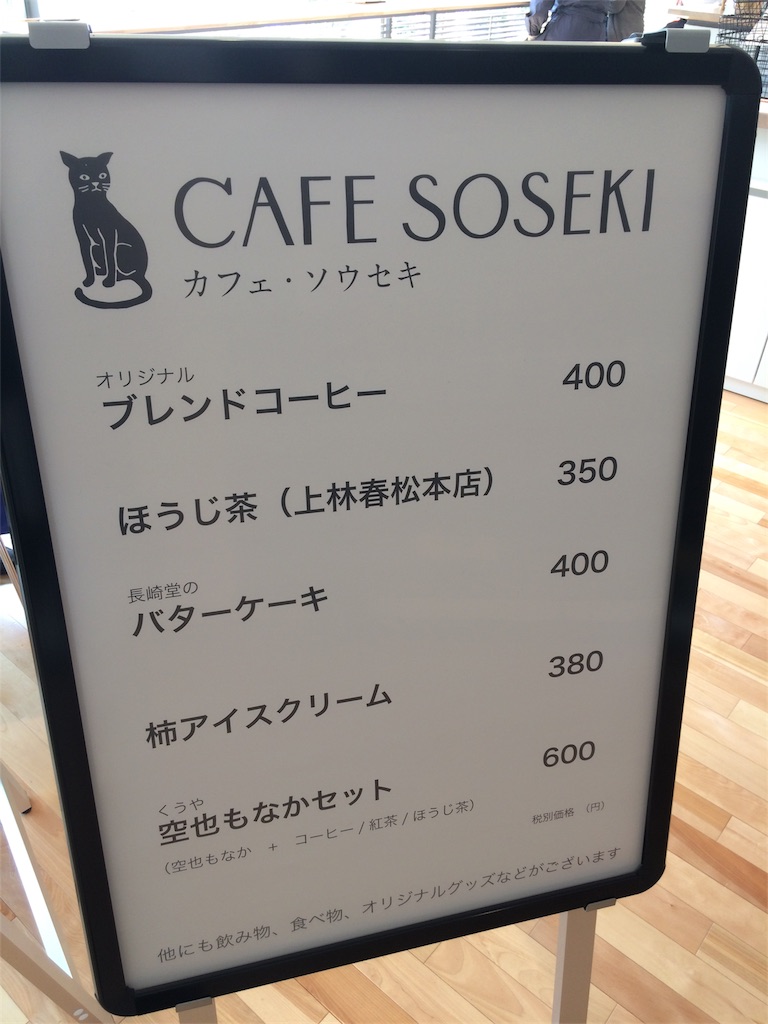 CAFE SOSEKI
カフェ・ソウセキ
オリジナル
ブレンドコーヒー 400
ほうじ茶（上林春松本店） 350
長崎堂の
バターケーキ 400
柿アイスクリーム 380
くうや
空也もなかセット 600
（空也もなか + コーヒー / 紅茶 / ほうじ茶）
税別価格 （円）
他にも飲み物、食べ物、オリジナルグッズなどがございます